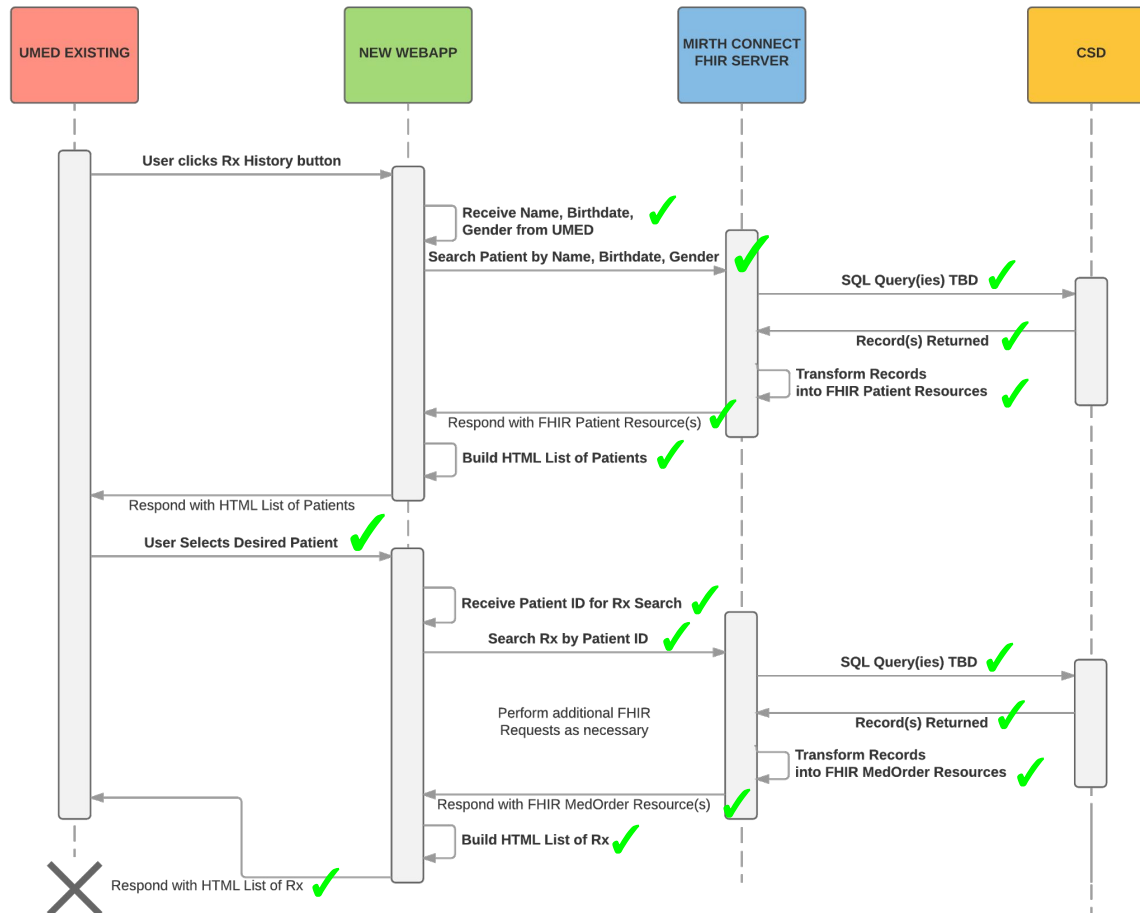 UMED EXISTING
NEW WEBAPP
MIRTH CONNECT
FHIR SERVER
CSD
User clicks Rx History button
Receive Name, Birthdate,
Gender from UMED
Search Patient by Name, Birthdate, Gender
SQL Query(ies) TBD
Record(s) Returned
Transform Records
into FHIR Patient Resources
Respond with FHIR Patient Resource(s)
Build HTML List of Patients
Respond with HTML List of Patients
User Selects Desired Patient
Receive Patient ID for Rx Search
Search Rx by Patient ID
SQL Query(ies) TBD
Perform additional FHIR
Requests as necessary
Record(s) Returned
Transform Records
into FHIR MedOrder Resources
Respond with FHIR MedOrder Resource(s)
Build HTML List of Rx
Respond with HTML List of Rx